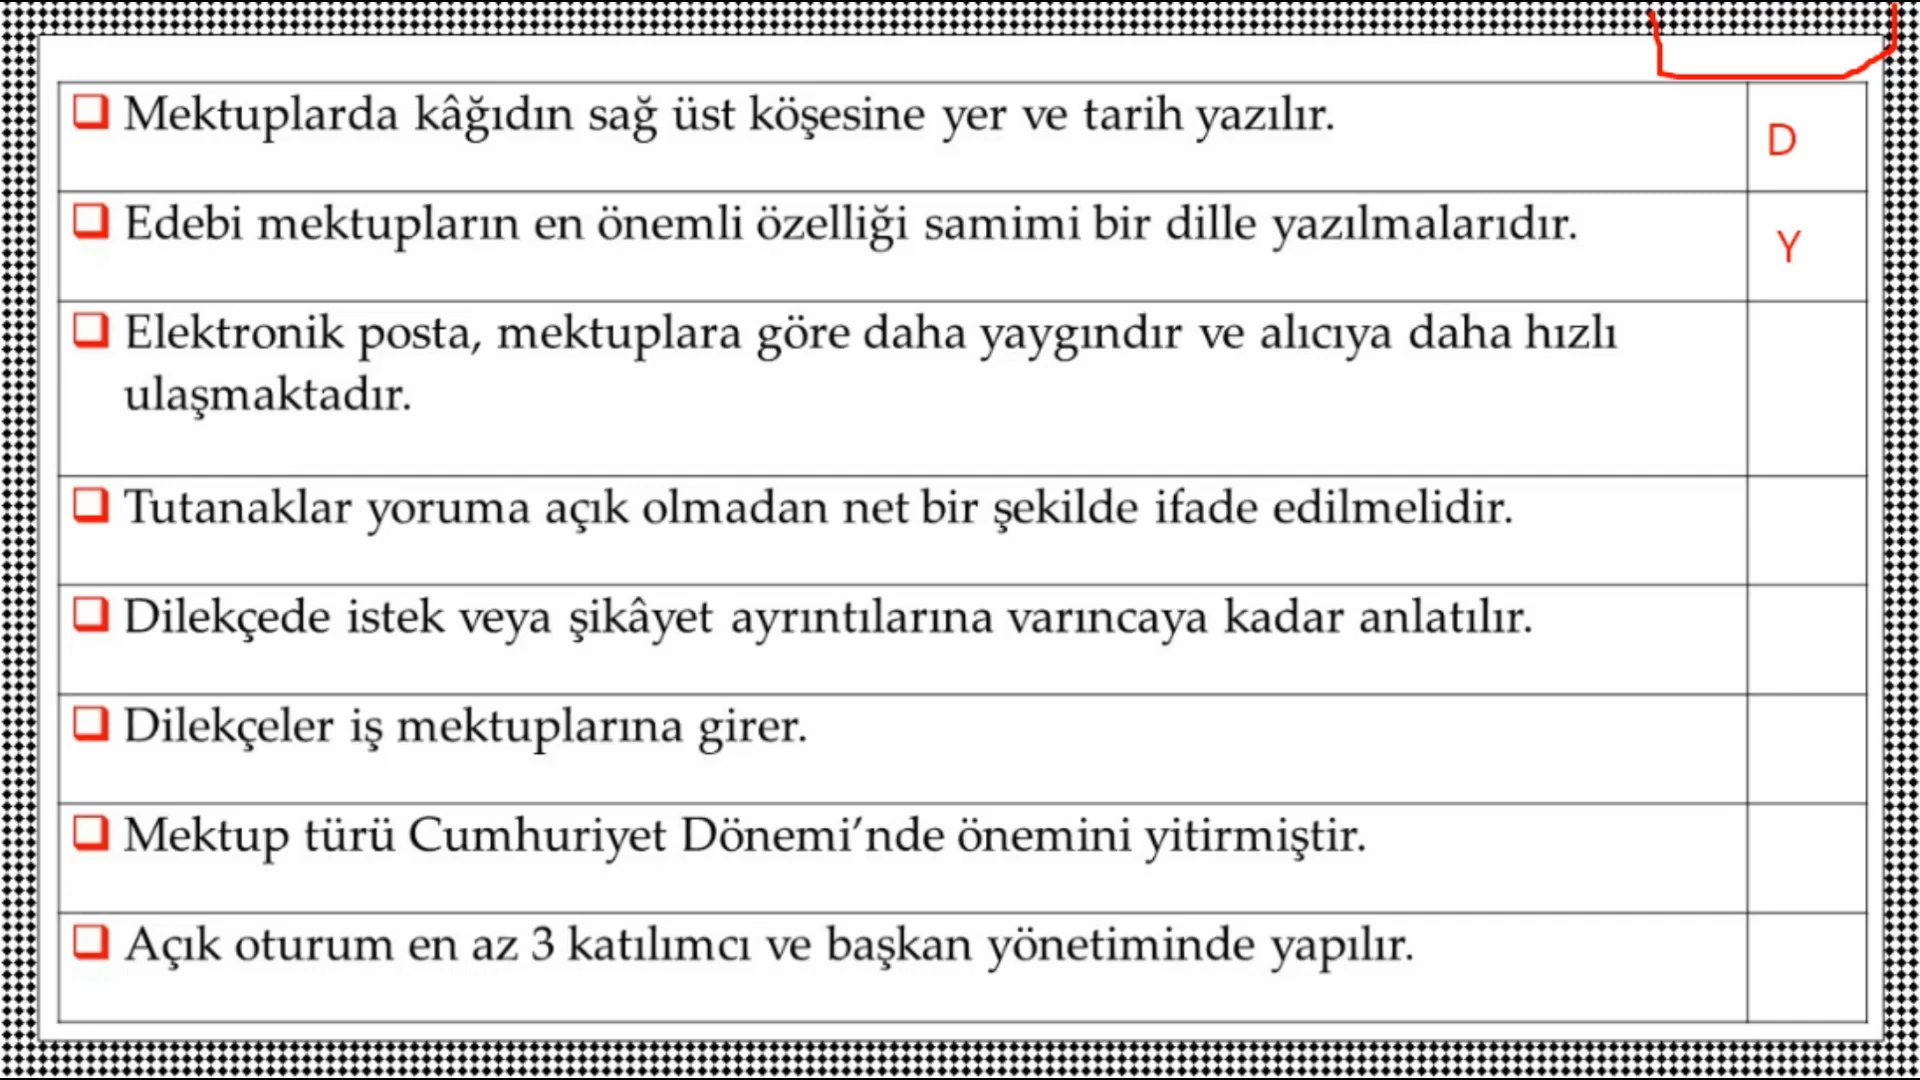 Mektuplarda kâğıdın sağ üst köşesine yer ve tarih yazılır.
D
Edebi mektupların en önemli özelliği samimi bir dille yazılmalarıdır.
Y
Elektronik posta, mektuplara göre daha yaygındır ve alıcıya daha hızlı
ulaşmaktadır.
Tutanaklar yoruma açık olmadan net bir şekilde ifade edilmelidir.
Dilekçede istek veya şikâyet ayrıntılarına varıncaya kadar anlatılır.
Dilekçeler iş mektuplarına girer.
Mektup türü Cumhuriyet Dönemi’nde önemini yitirmiştir.
Açık oturum en az 3 katılımcı ve başkan yönetiminde yapılır.